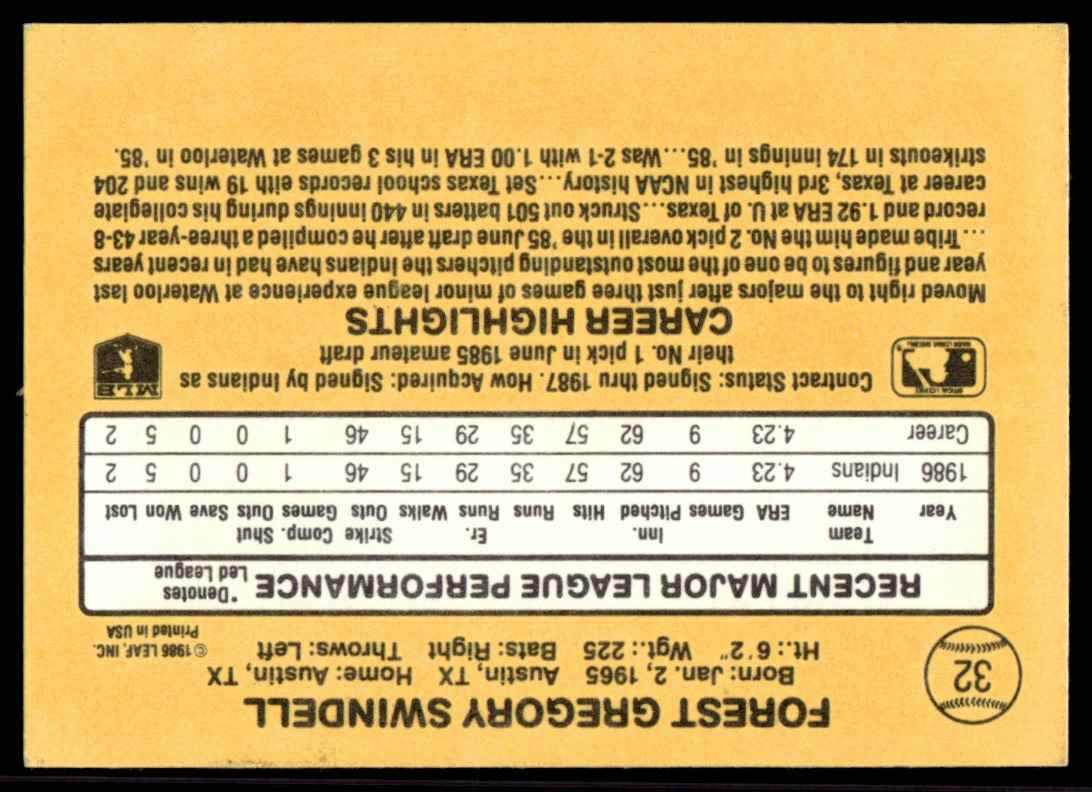 32
FOREST GREGORY SWINDELL
Born: Jan. 2, 1965 Austin, TX Home: Austin, TX
Ht.: 6'2" Wgt.: 225 Bats: Right Throws: Left
©1986 LEAF, INC.
Printed in USA
RECENT MAJOR LEAGUE PERFORMANCE *Denotes Led League
Team Inn. Er. Strike Comp. Shut
Year Name ERA Games Pitched Hits Runs Runs Walks Outs Games Outs Save Won Lost
1986 Indians 4.23 9 62 57 35 29 15 46 1 0 0 5 2
Career 4.23 9 62 57 35 29 15 46 1 0 0 5 2
Contract Status: Signed thru 1987. How Acquired: Signed by Indians as
their No. 1 pick in June 1985 amateur draft
MLB
CAREER HIGHLIGHTS
Moved right to the majors after just three games of minor league experience at Waterloo last
year and figures to be one of the most outstanding pitchers the Indians have had in recent years
...Tribe made him the No. 2 pick overall in the '85 June draft after he compiled a three-year 43-8
record and 1.92 ERA at U. of Texas...Struck out 501 batters in 440 innings during his collegiate
career at Texas, 3rd highest in NCAA history...Set Texas school records eith 19 wins and 204
strikeouts in 174 innings in '85...Was 2-1 with 1.00 ERA in his 3 games at Waterloo in '85.